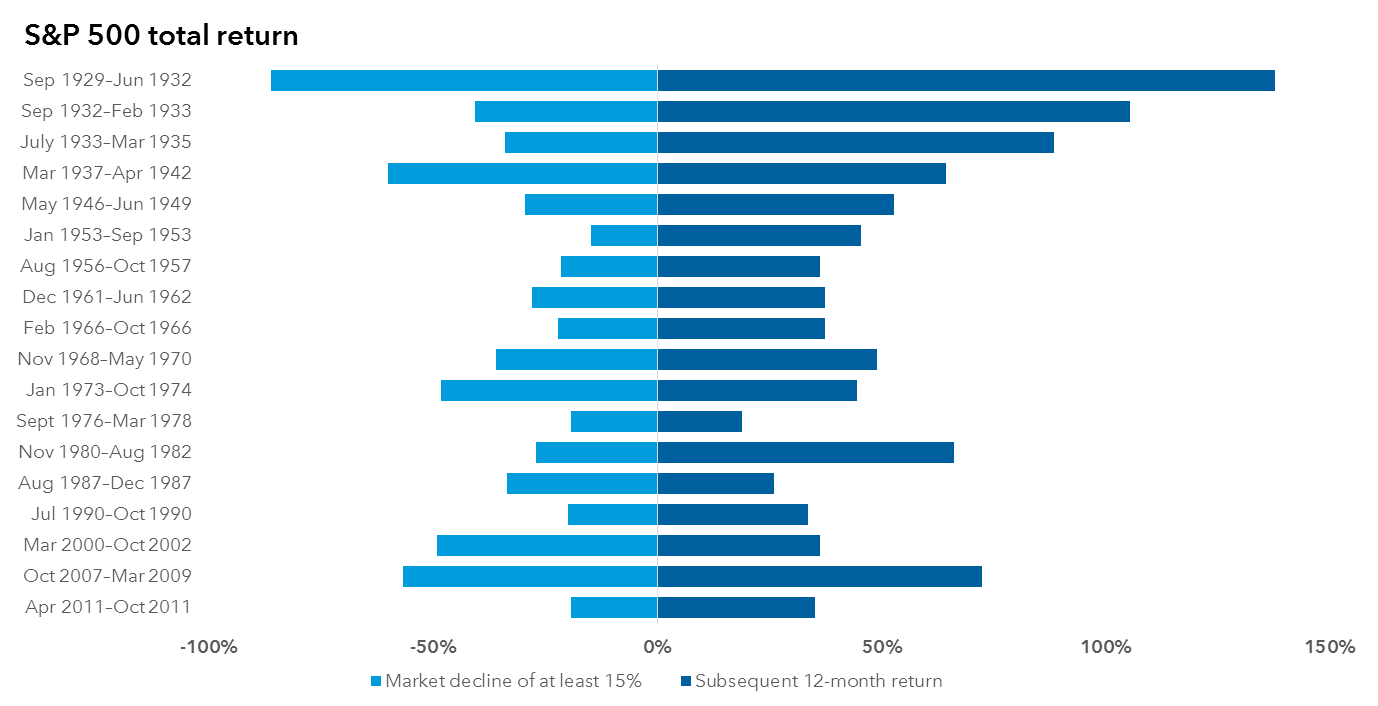 S&P 500 total return
Sep 1929–Jun 1932
Sep 1932–Feb 1933
July 1933–Mar 1935
Mar 1937–Apr 1942
May 1946–Jun 1949
Jan 1953–Sep 1953
Aug 1956–Oct 1957
Dec 1961–Jun 1962
Feb 1966–Oct 1966
Nov 1968–May 1970
Jan 1973–Oct 1974
Sept 1976–Mar 1978
Nov 1980–Aug 1982
Aug 1987–Dec 1987
Jul 1990–Oct 1990
Mar 2000–Oct 2002
Oct 2007–Mar 2009
Apr 2011–Oct 2011
-100% -50% 0% 50% 100% 150%
Market decline of at least 15% Subsequent 12-month return